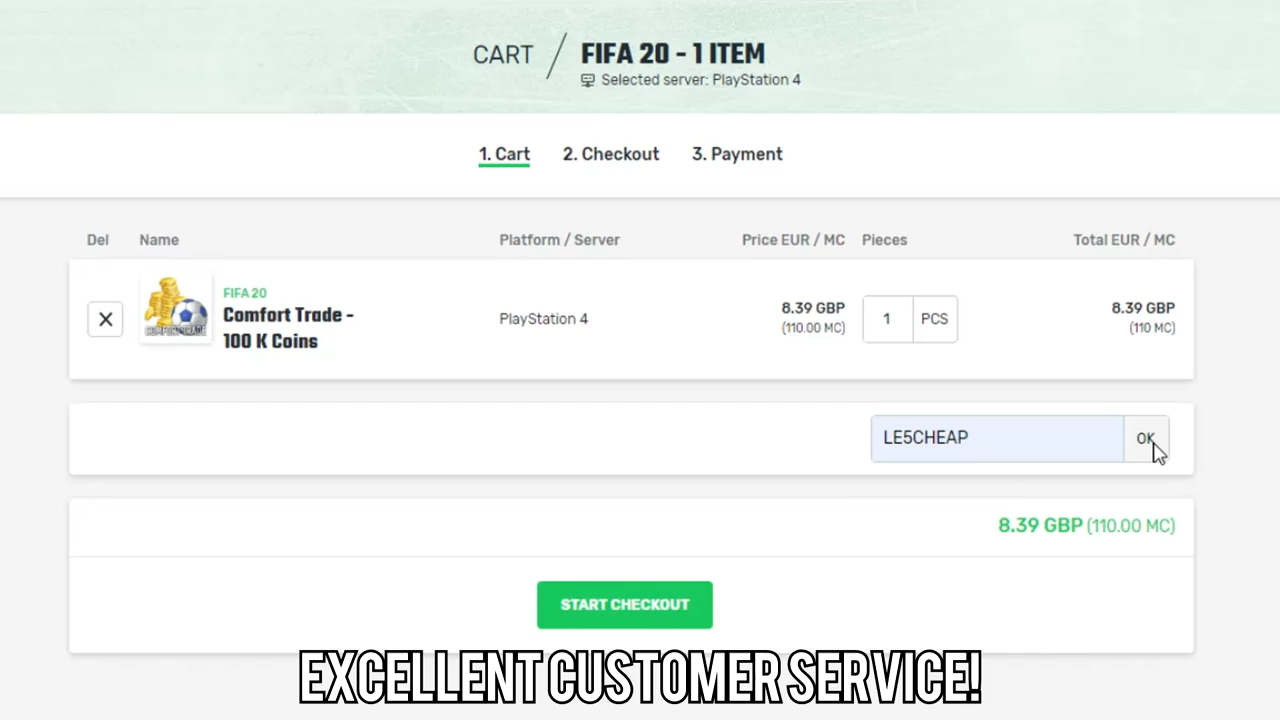 CART
FIFA 20 - 1 ITEM
Selected server: PlayStation 4
1. Cart 2. Checkout 3. Payment
Del Name Platform / Server Price EUR / MC Pieces Total EUR / MC
FIFA 20
Comfort Trade -
100 K Coins
COMFORT TRADE
PlayStation 4
8.39 GBP
(110.00 MC)
1 PCS
8.39 GBP
(110 MC)
LE5CHEAP OK
8.39 GBP (110.00 MC)
START CHECKOUT
EXCELLENT CUSTOMER SERVICE!